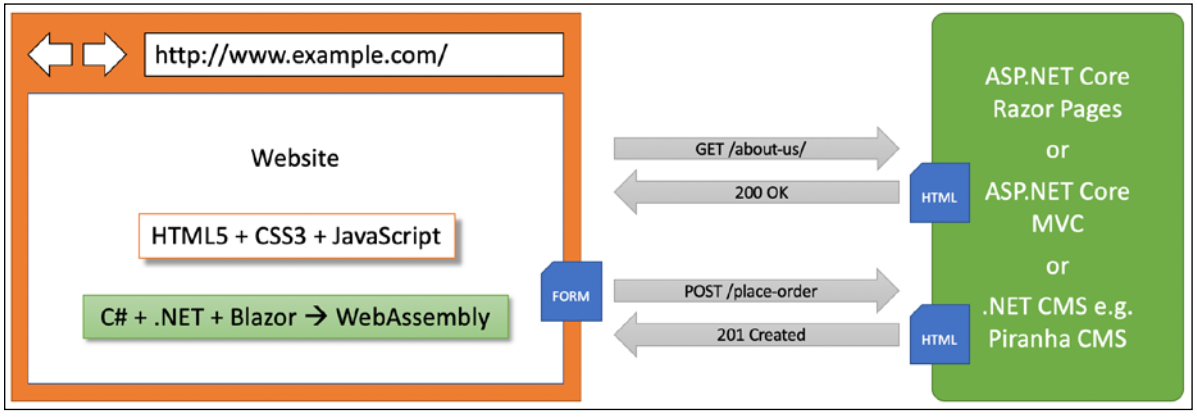 http://www.example.com/
Website
HTML5 + CSS3 + JavaScript
C# + .NET + Blazor → WebAssembly
FORM
GET /about-us/
200 OK
HTML
POST /place-order
201 Created
HTML
ASP.NET Core
Razor Pages
or
ASP.NET Core
MVC
or
.NET CMS e.g.
Piranha CMS